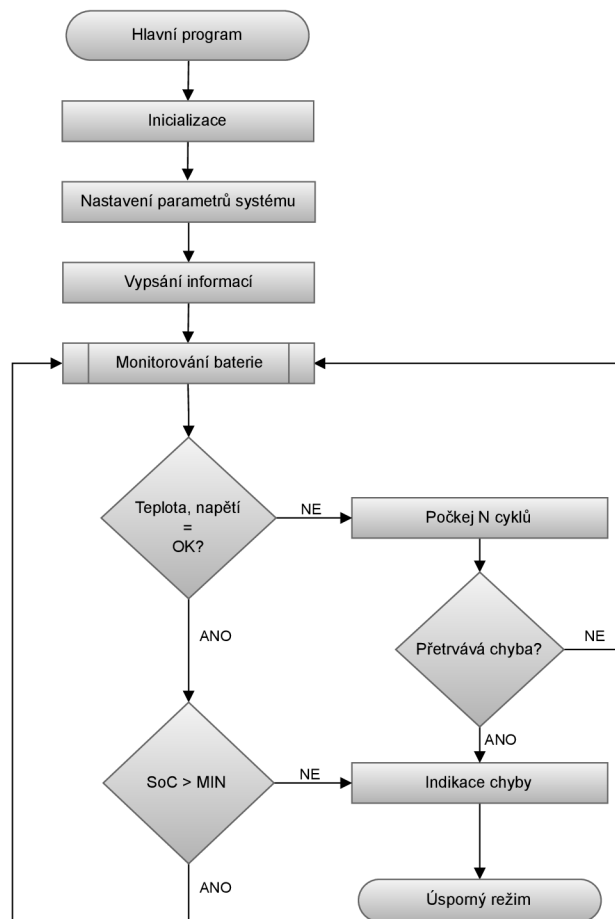 Hlavní program
Inicializace
Nastavení parametrů systému
Vypsání informací
Monitorování baterie
Teplota, napětí
=
OK?
NE
Počkej N cyklů
ANO
Přetrvává chyba?
NE
ANO
SoC > MIN
NE
Indikace chyby
ANO
Úsporný režim